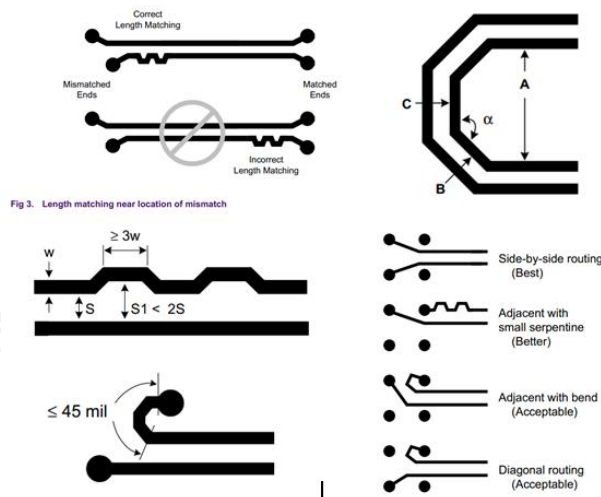 Correct
Length Matching
Mismatched
Ends
Matched
Ends
Incorrect
Length Matching
Fig 3. Length matching near location of mismatch
A
C
α
B
≥ 3w
w
S
S1 < 2S
≤ 45 mil
Side-by-side routing
(Best)
Adjacent with
small serpentine
(Better)
Adjacent with bend
(Acceptable)
Diagonal routing
(Acceptable)